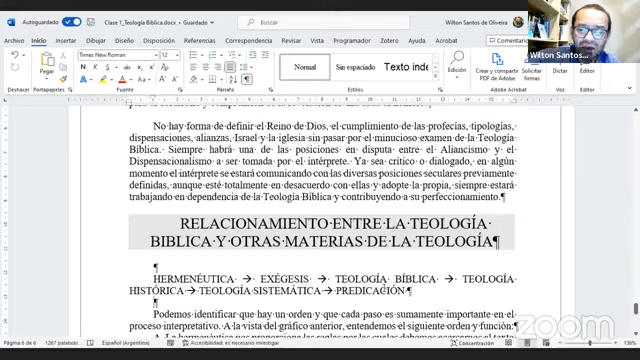 Autoguardado
Clase 1_Teología Bíblica.docx • Guardado
Buscar
Wilton Santos de Oliveira
Archivo Inicio Insertar Dibujar Diseño Disposición Referencias Correspondencia Revisar Vista Programador Zotero Ayuda Acrobat
Comentarios
Wilton Santos...
Pegar
Times New Roman 12
Normal
Sin espaciado
Texto inde
Edición
Crear y compartir PDF de Adobe
Solicitar firmas
Dictar
Editor
Portapapeles
Fuente
Párrafo
Estilos
Adobe Acrobat
Voz
Editor
No hay forma de definir el Reino de Dios, el cumplimiento de las profecías, tipologías,
dispensaciones, alianzas, Israel y la iglesia sin pasar por el minucioso examen de la Teología
Bíblica. Siempre habrá una de las posiciones en disputa entre el Aliancismo y el
Dispensacionalismo a ser tomada por el intérprete. Ya sea crítico o dialogado, en algún
momento el intérprete se estará comunicando con las diversas posiciones seculares previamente
definidas, aunque esté totalmente en desacuerdo con ellas y adopte la propia, siempre estará
trabajando en dependencia de la Teología Bíblica y contribuyendo a su perfeccionamiento.¶
RELACIONAMIENTO ENTRE LA TEOLOGÍA
BIBLICA Y OTRAS MATERIAS DE LA TEOLOGÍA¶
¶
HERMENÉUTICA → EXÉGESIS → TEOLOGÍA BÍBLICA → TEOLOGÍA
HISTÓRICA → TEOLOGÍA SISTEMÁTICA → PREDICACIÓN¶
¶
Podemos identificar que hay un orden y que cada paso es sumamente importante en el
proceso interpretativo. A la vista del gráfico anterior, entendemos el siguiente orden y función:¶
zoom
Página 6 de 6
1267 palabras
Español (Argentina)
Accesibilidad: es necesario investigar
Concentración
136%